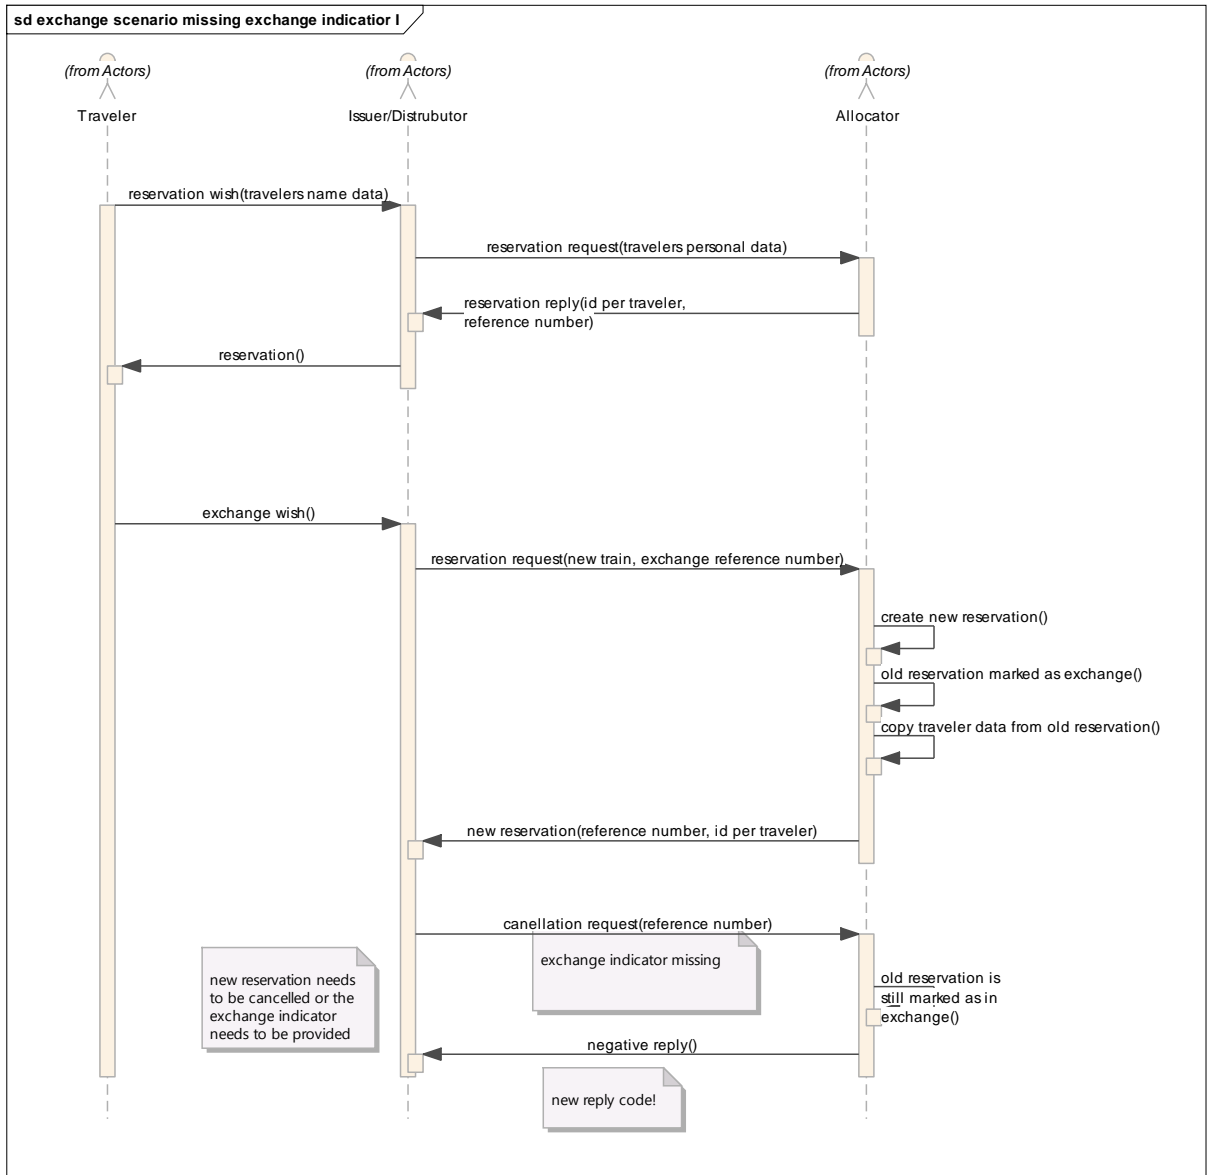 sd exchange scenario missing exchange indicatior I
(from Actors)
(from Actors)
(from Actors)
Traveler
Issuer/Distrubutor
Allocator
reservation wish(travelers name data)
reservation request(travelers personal data)
reservation reply(id per traveler,
reference number)
reservation()
exchange wish()
reservation request(new train, exchange reference number)
create new reservation()
old reservation marked as exchange()
copy traveler data from old reservation()
new reservation(reference number, id per traveler)
canellation request(reference number)
exchange indicator missing
new reservation needs
to be cancelled or the
exchange indicator
needs to be provided
old reservation is
still marked as in
exchange()
negative reply()
new reply code!